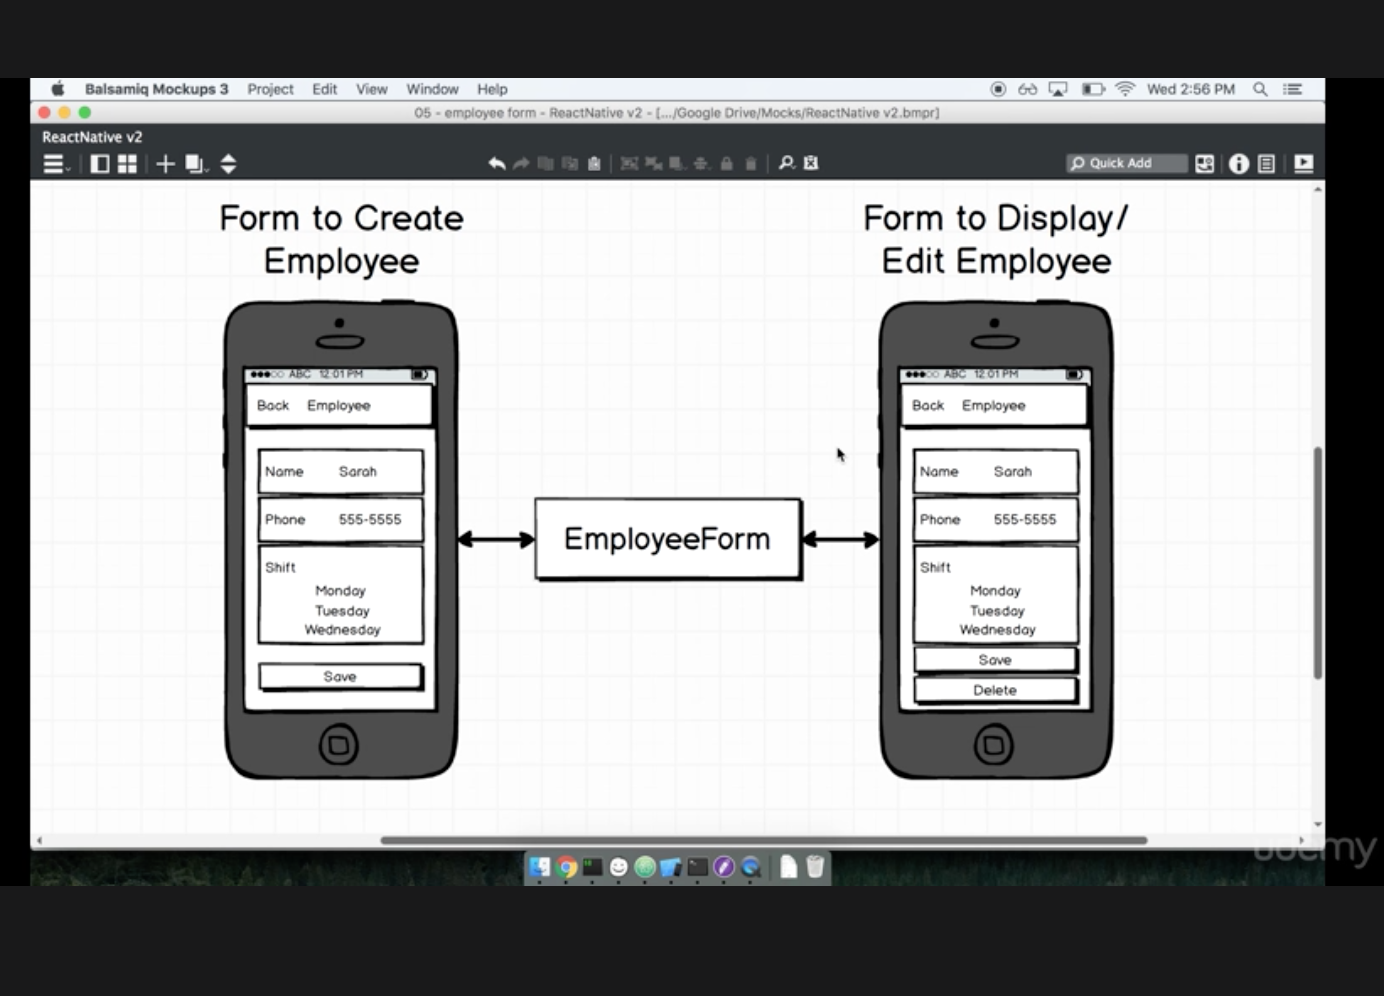 Balsamiq Mockups 3 Project Edit View Window Help Wed 2:56 PM
05 - employee form - ReactNative v2 - [.../Google Drive/Mocks/ReactNative v2.bmpr]
ReactNative v2
Quick Add
Form to Create
Employee
ABC 12:01 PM
Back Employee
Name Sarah
Phone 555-5555
Shift
Monday
Tuesday
Wednesday
Save
EmployeeForm
Form to Display/
Edit Employee
ABC 12:01 PM
Back Employee
Name Sarah
Phone 555-5555
Shift
Monday
Tuesday
Wednesday
Save
Delete
udemy